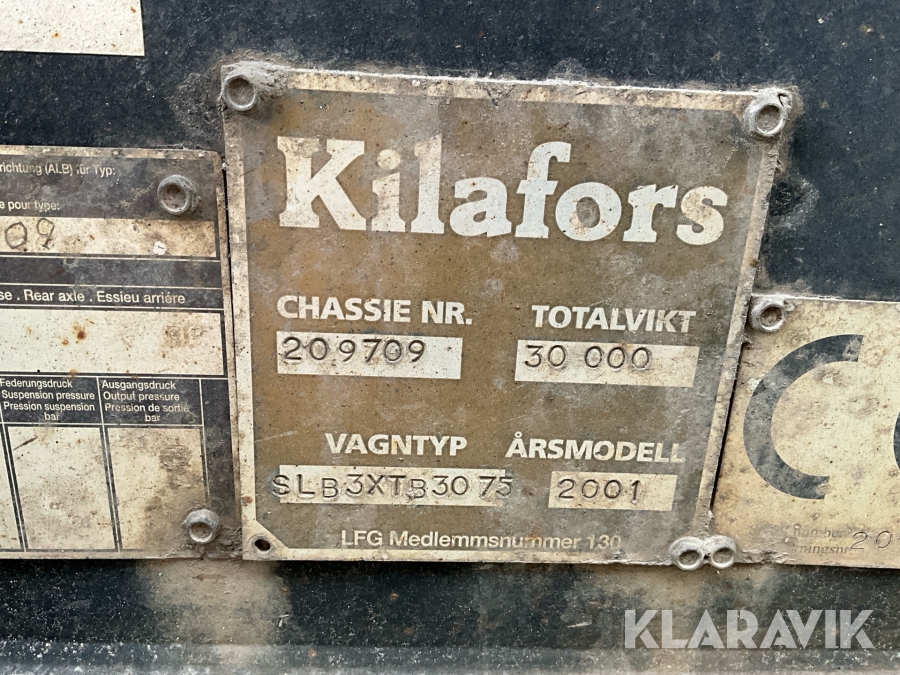 richtung (ALB) für Typ:
e pour type:
09
se . Rear axle . Essieu arrière
Federungsdruck
Suspension pressure
Pression suspension
bar
Ausgangsdruck
Output pressure
Pression de sortie
bar
Kilafors
CHASSIE NR. TOTALVIKT
209709 30 000
VAGNTYP ÅRSMODELL
SLB3XTB3075 2001
LFG Medlemmsnummer 130
20
KLARAVIK